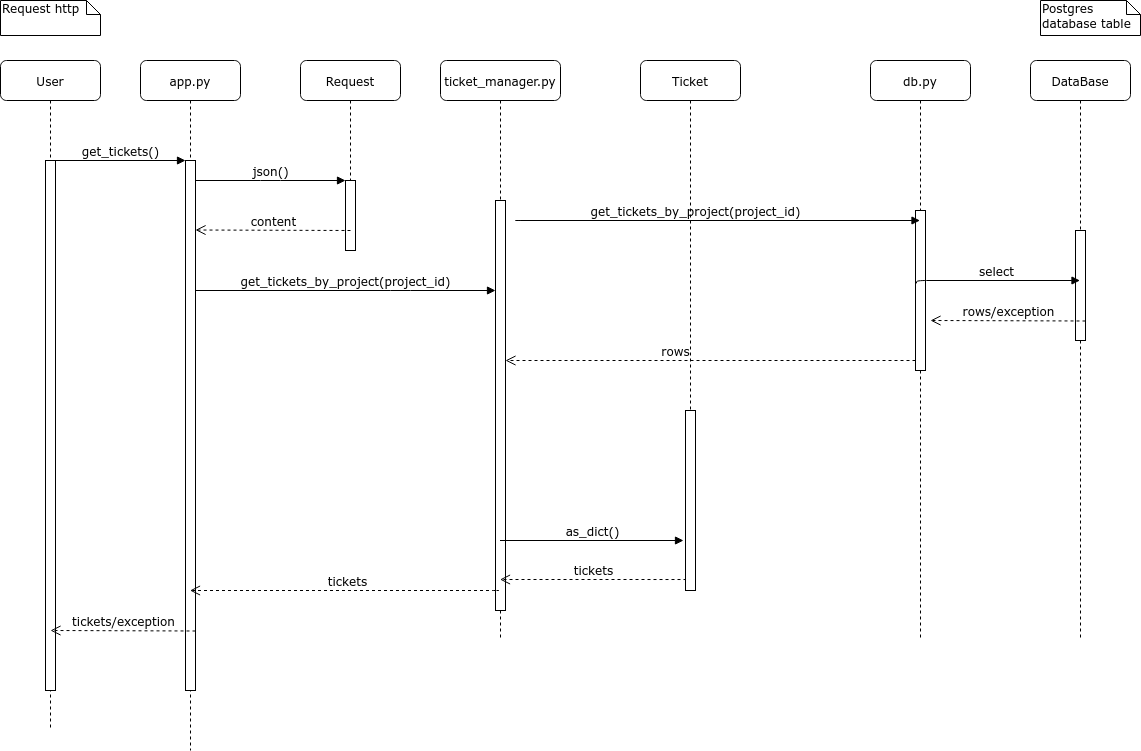 Request http
Postgres
database table
User
app.py
Request
ticket_manager.py
Ticket
db.py
DataBase
get_tickets()
json()
get_tickets_by_project(project_id)
content
select
get_tickets_by_project(project_id)
rows/exception
rows
as_dict()
tickets
tickets
tickets/exception